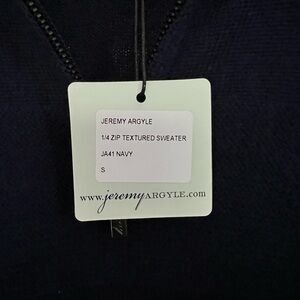 JEREMY ARGYLE
1/4 ZIP TEXTURED SWEATER
JA41 NAVY
S
www.jeremyARGYLE.com